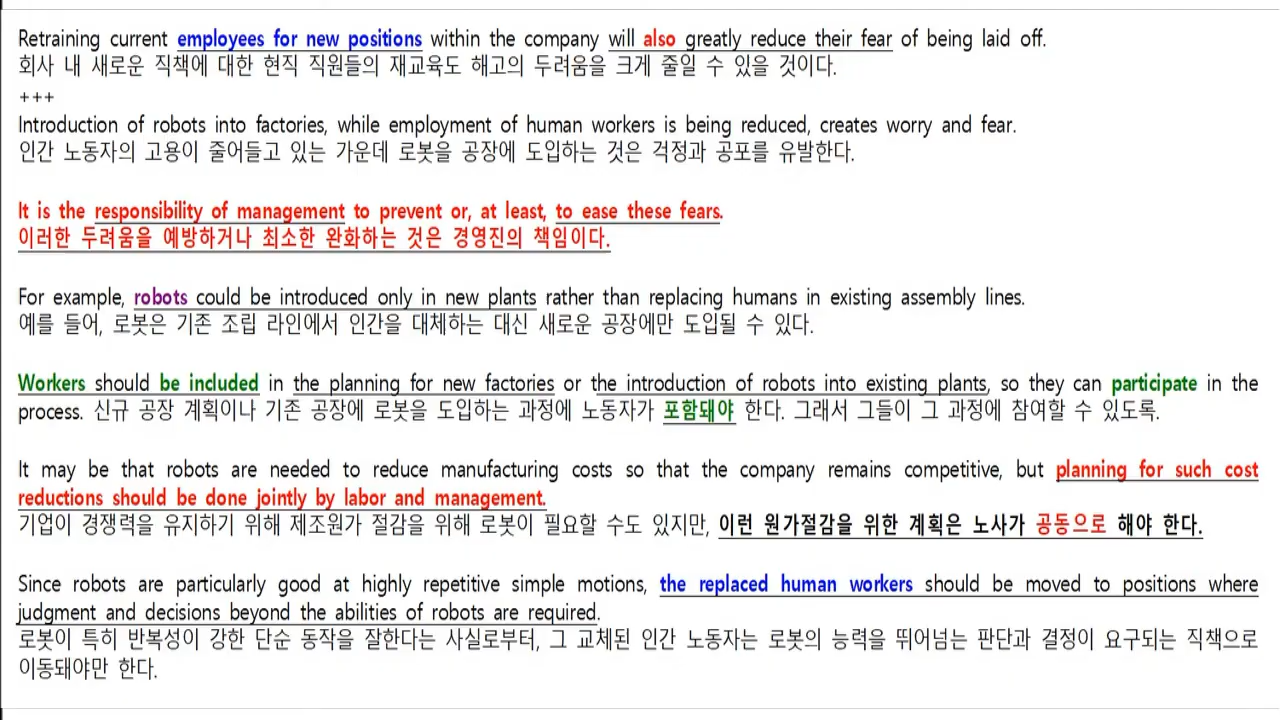 Retraining current employees for new positions within the company will also greatly reduce their fear of being laid off.
회사 내 새로운 직책에 대한 현직 직원들의 재교육도 해고의 두려움을 크게 줄일 수 있을 것이다.
+++
Introduction of robots into factories, while employment of human workers is being reduced, creates worry and fear.
인간 노동자의 고용이 줄어들고 있는 가운데 로봇을 공장에 도입하는 것은 걱정과 공포를 유발한다.
It is the responsibility of management to prevent or, at least, to ease these fears.
이러한 두려움을 예방하거나 최소한 완화하는 것은 경영진의 책임이다.
For example, robots could be introduced only in new plants rather than replacing humans in existing assembly lines.
예를 들어, 로봇은 기존 조립 라인에서 인간을 대체하는 대신 새로운 공장에만 도입될 수 있다.
Workers should be included in the planning for new factories or the introduction of robots into existing plants, so they can participate in the
process. 신규 공장 계획이나 기존 공장에 로봇을 도입하는 과정에 노동자가 포함돼야 한다. 그래서 그들이 그 과정에 참여할 수 있도록.
It may be that robots are needed to reduce manufacturing costs so that the company remains competitive, but planning for such cost
reductions should be done jointly by labor and management.
기업이 경쟁력을 유지하기 위해 제조원가 절감을 위해 로봇이 필요할 수도 있지만, 이런 원가절감을 위한 계획은 노사가 공동으로 해야 한다.
Since robots are particularly good at highly repetitive simple motions, the replaced human workers should be moved to positions where
judgment and decisions beyond the abilities of robots are required.
로봇이 특히 반복성이 강한 단순 동작을 잘한다는 사실로부터, 그 교체된 인간 노동자는 로봇의 능력을 뛰어넘는 판단과 결정이 요구되는 직책으로
이동돼야만 한다.